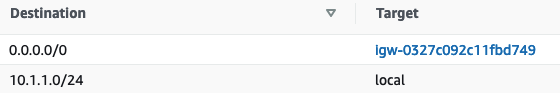 Destination Target
0.0.0.0/0 igw-0327c092c11fbd749
10.1.1.0/24 local